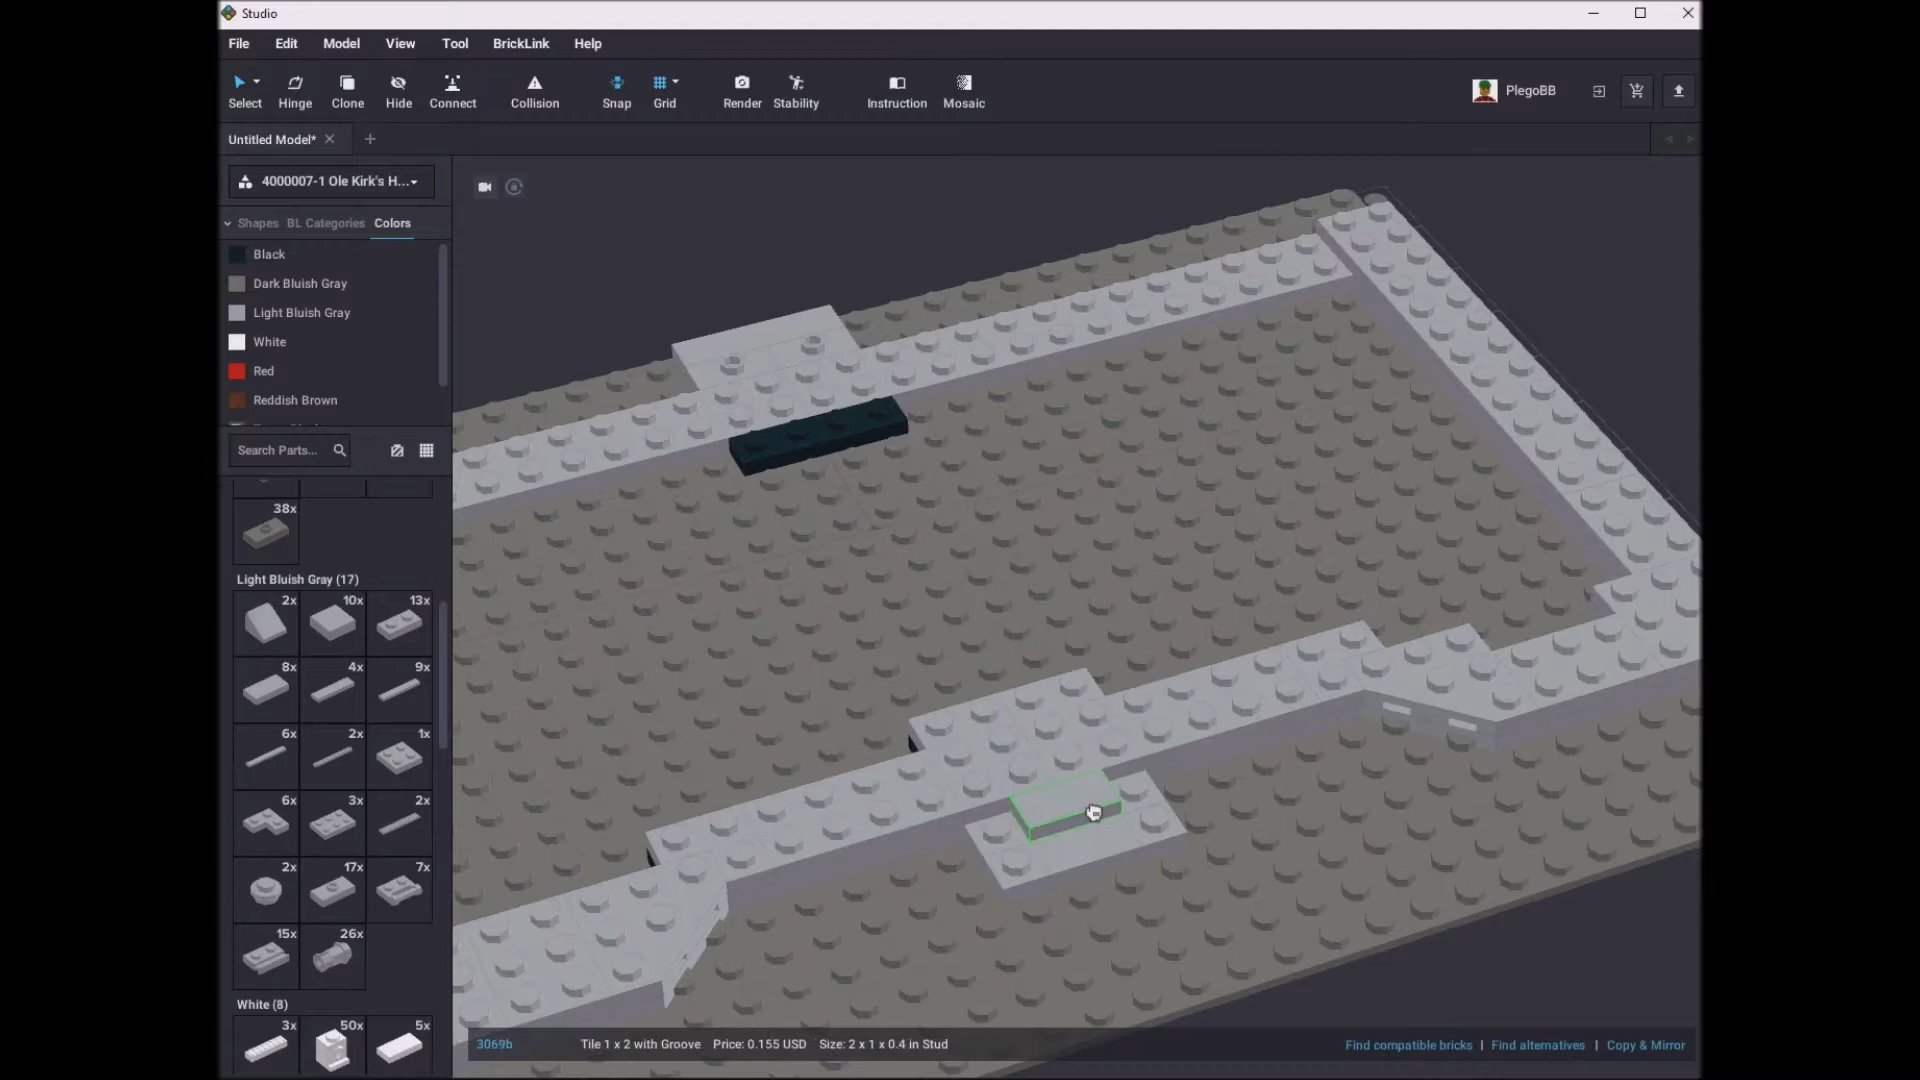 Studio
File Edit Model View Tool BrickLink Help
Select Hinge Clone Hide Connect Collision Snap Grid Render Stability Instruction Mosaic
PlegoBB
Untitled Model*
4000007-1 Ole Kirk's H...
Shapes BL Categories Colors
Black
Dark Bluish Gray
Light Bluish Gray
White
Red
Reddish Brown
Search Parts...
38x
Light Bluish Gray (17)
2x 10x 13x
8x 4x 9x
6x 2x 1x
6x 3x 2x
2x 17x 7x
15x 26x
White (8)
3x 50x 5x
3069b Tile 1 x 2 with Groove Price: 0.155 USD Size: 2 x 1 x 0.4 in Stud
Find compatible bricks | Find alternatives | Copy & Mirror